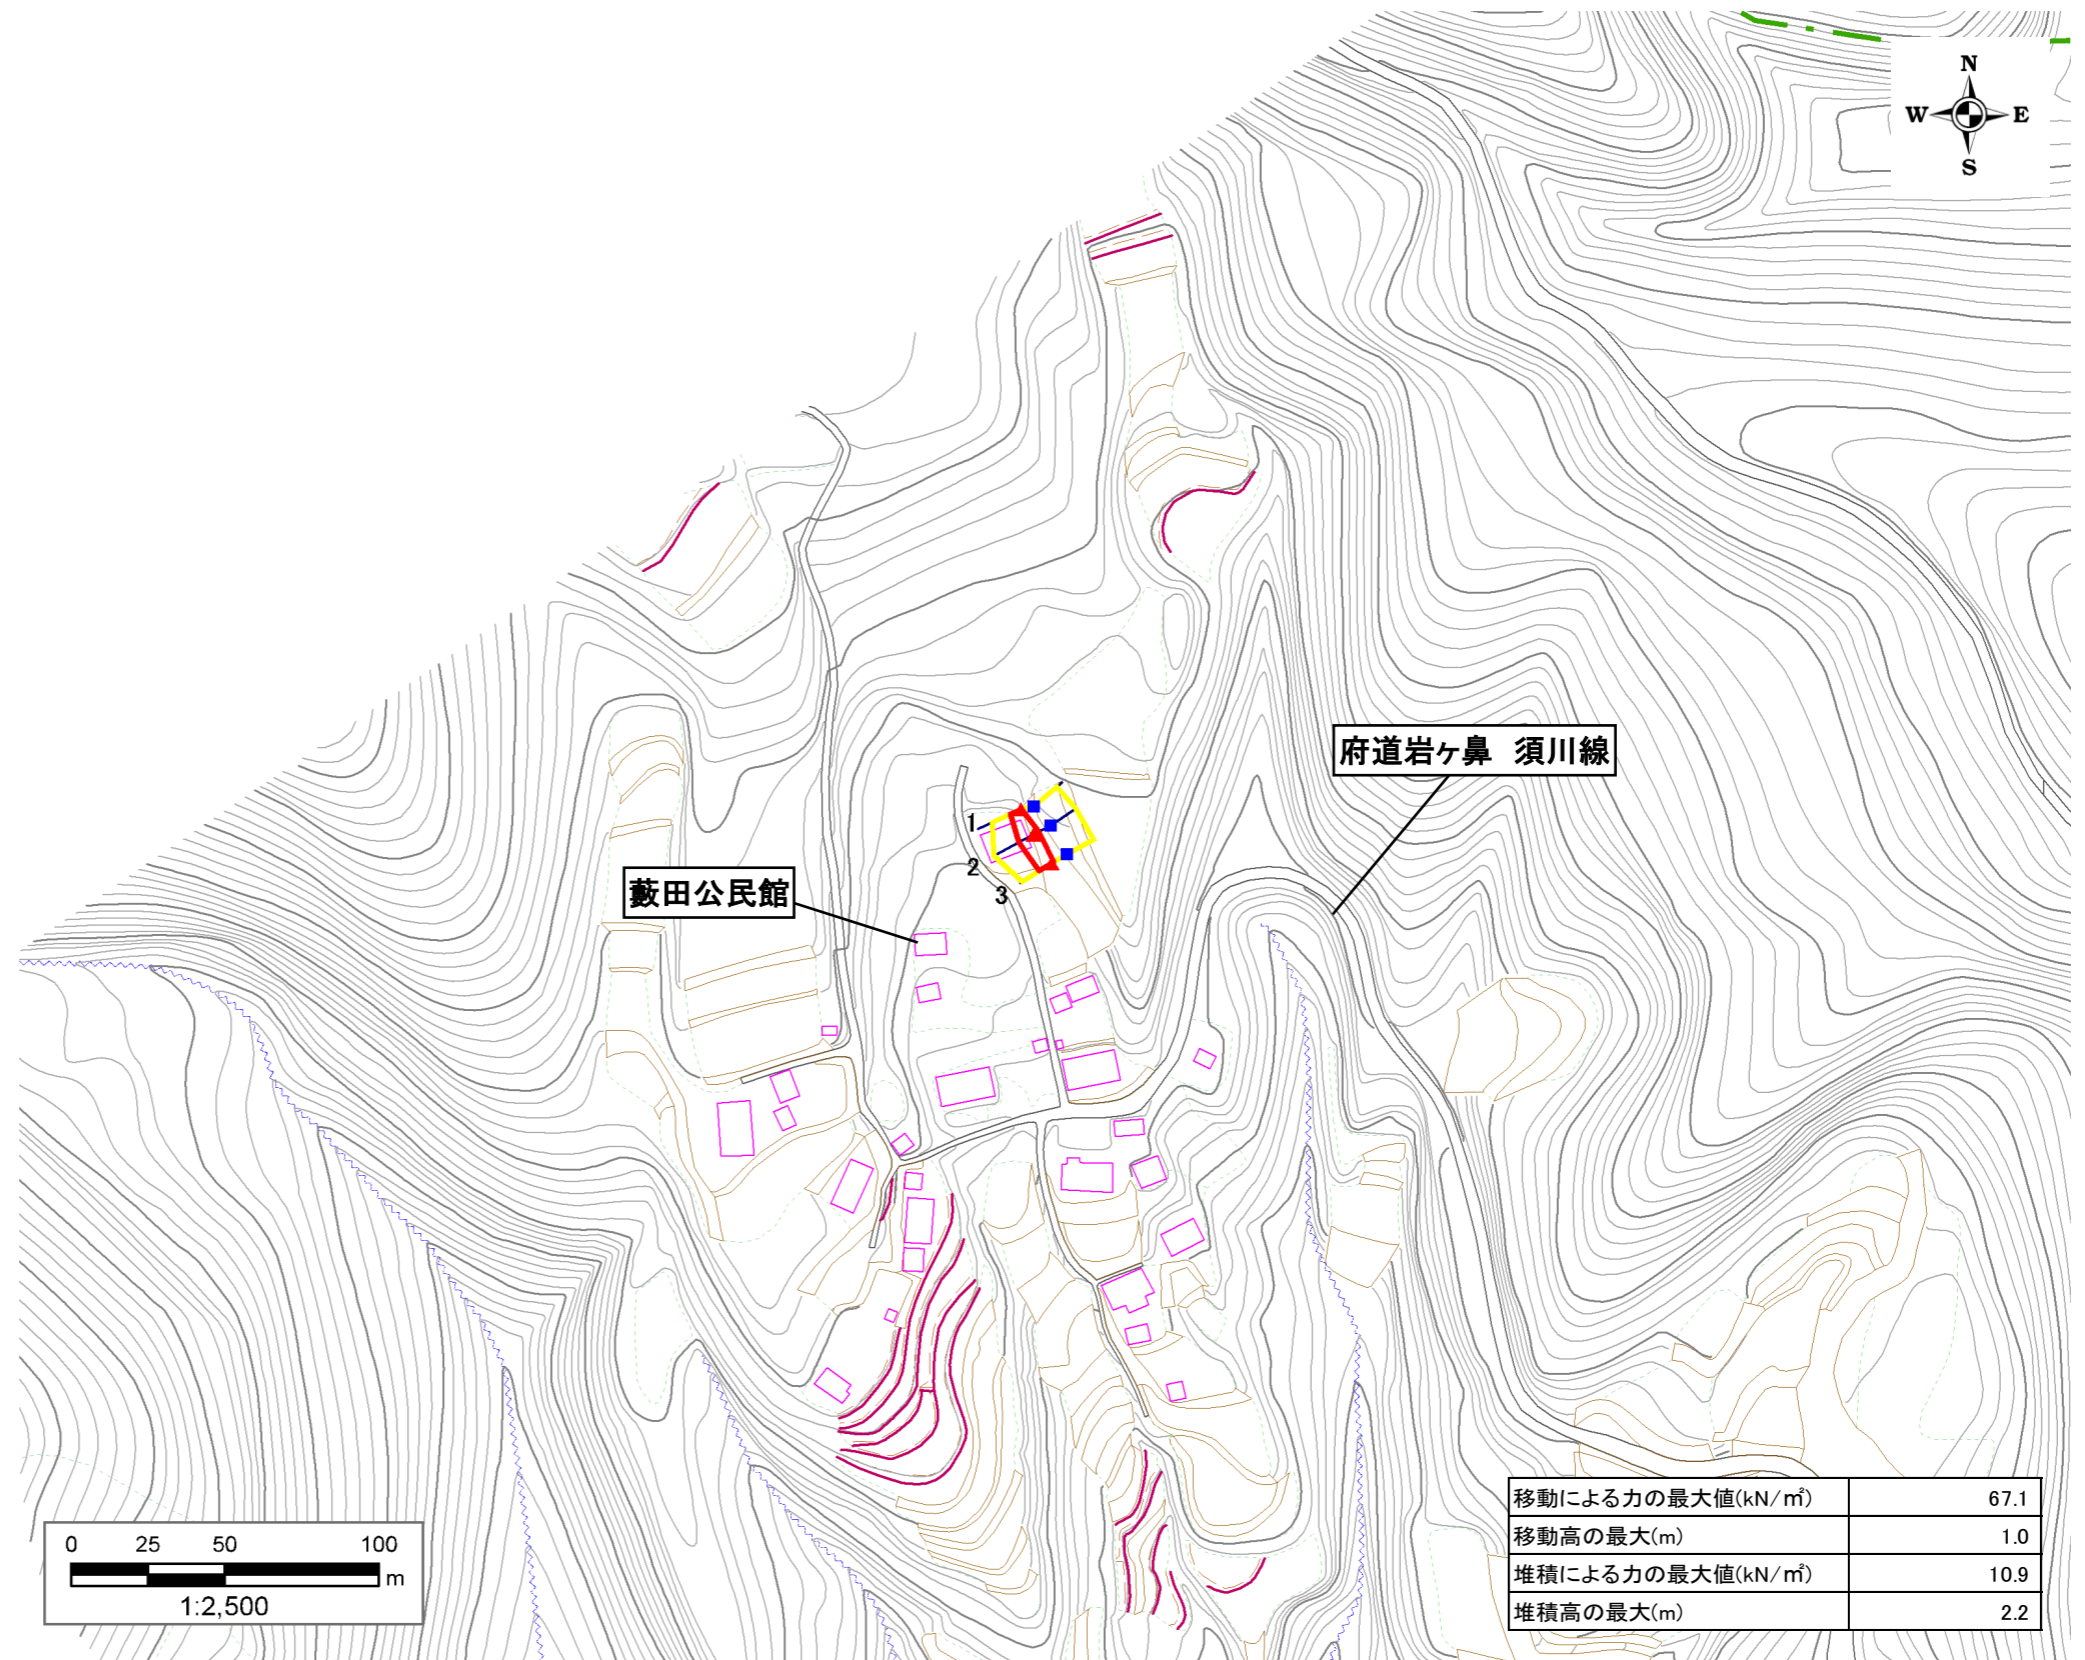 N
W E
S
府道岩ヶ鼻　須川線
1
2
3
藪田公民館
0 25 50 100
m
1:2,500
移動による力の最大値(kN/㎡) 67.1
移動高の最大(m) 1.0
堆積による力の最大値(kN/㎡) 10.9
堆積高の最大(m) 2.2